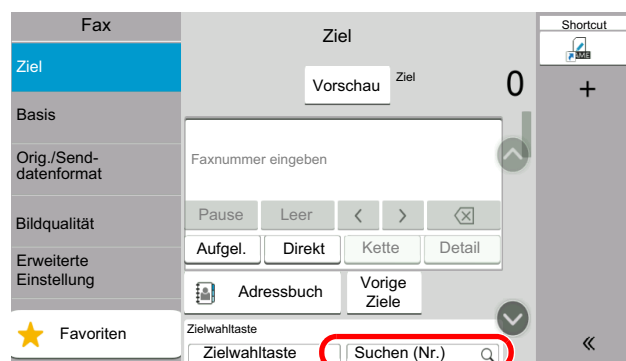 Fax
Ziel
Shortcut
Ziel
Vorschau
Ziel
0
AME
+
Basis
Orig./Send-
datenformat
Faxnummer eingeben
Bildqualität
Pause Leer < >
Aufgel. Direkt Kette Detail
Erweiterte
Einstellung
Adressbuch
Vorige
Ziele
Favoriten
Zielwahltaste
Zielwahltaste Suchen (Nr.)
«